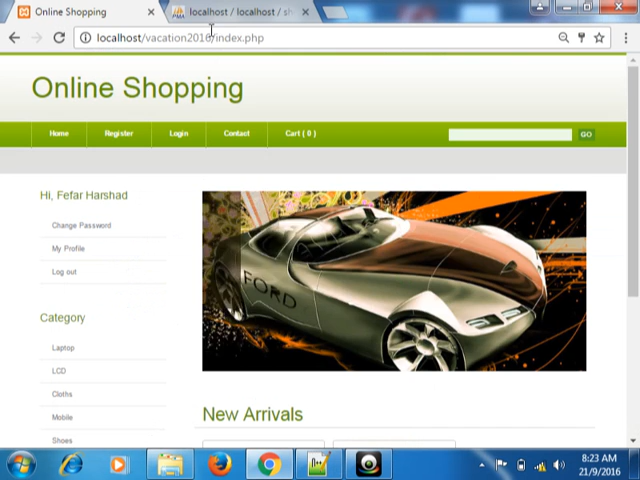 Online Shopping
localhost / localhost / sh
localhost/vacation2016/index.php
Online Shopping
Home
Register
Login
Contact
Cart ( 0 )
GO
Hi, Fefar Harshad
Change Password
My Profile
Log out
Category
Laptop
LCD
Cloths
Mobile
Shoes
FORD
New Arrivals
8:23 AM
21/9/2016